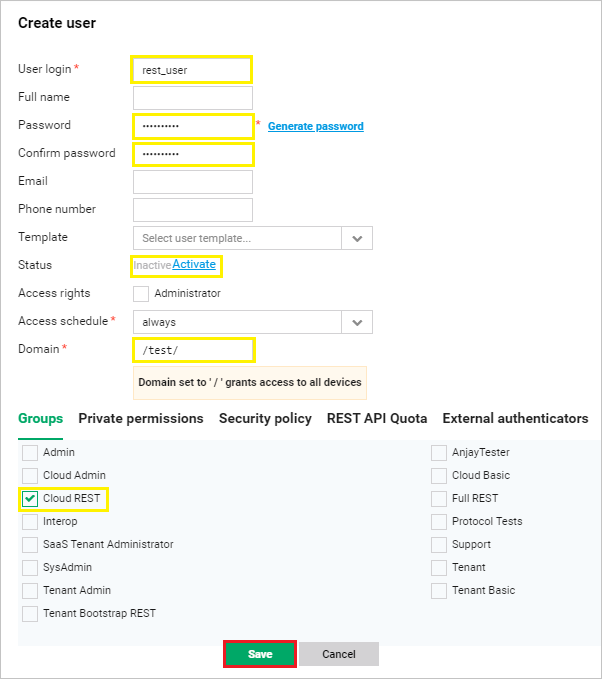 Create user
User login * rest_user
Full name
Password •••••••••• * Generate password
Confirm password ••••••••••
Email
Phone number
Template Select user template...
Status Inactive Activate
Access rights Administrator
Access schedule * always
Domain * /test/
Domain set to ' / ' grants access to all devices
Groups Private permissions Security policy REST API Quota External authenticators
Admin AnjayTester
Cloud Admin Cloud Basic
Cloud REST Full REST
Interop Protocol Tests
SaaS Tenant Administrator Support
SysAdmin Tenant
Tenant Admin Tenant Basic
Tenant Bootstrap REST
Save Cancel